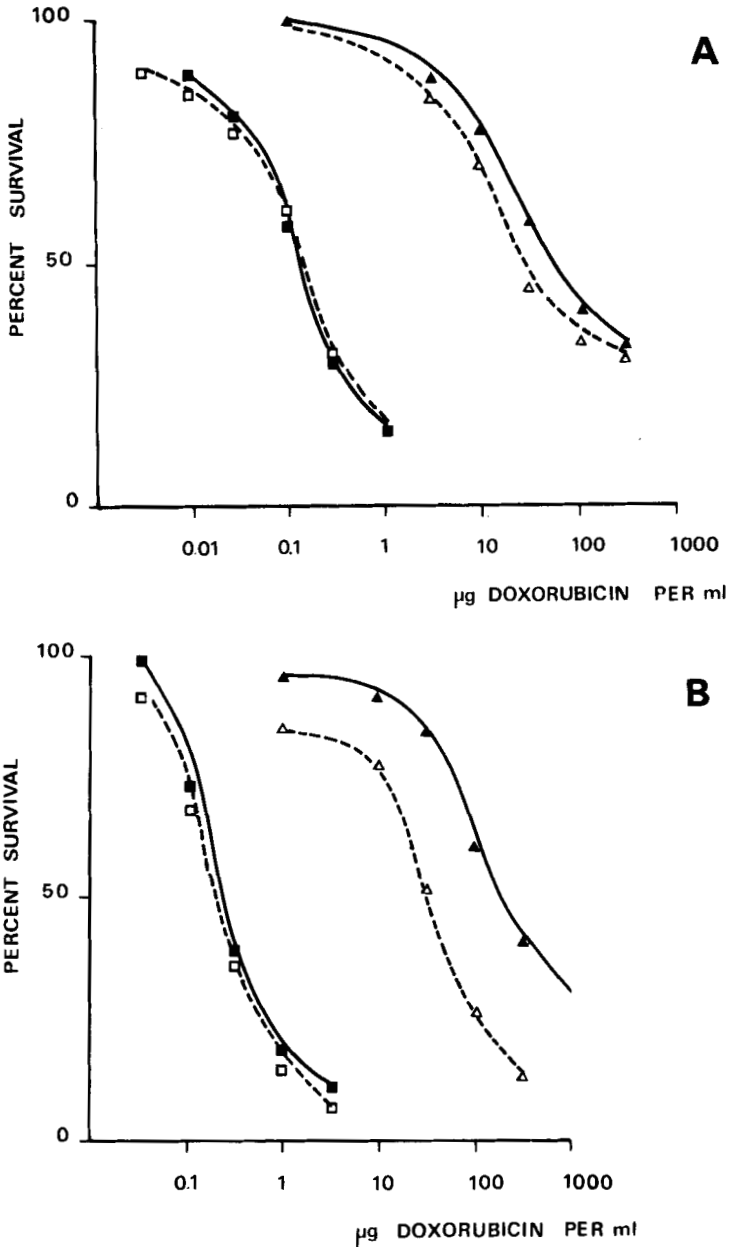 100
A
PERCENT SURVIVAL
50
0
0.01 0.1 1 10 100 1000
µg DOXORUBICIN PER ml
100
B
PERCENT SURVIVAL
50
0
0.1 1 10 100 1000
µg DOXORUBICIN PER ml